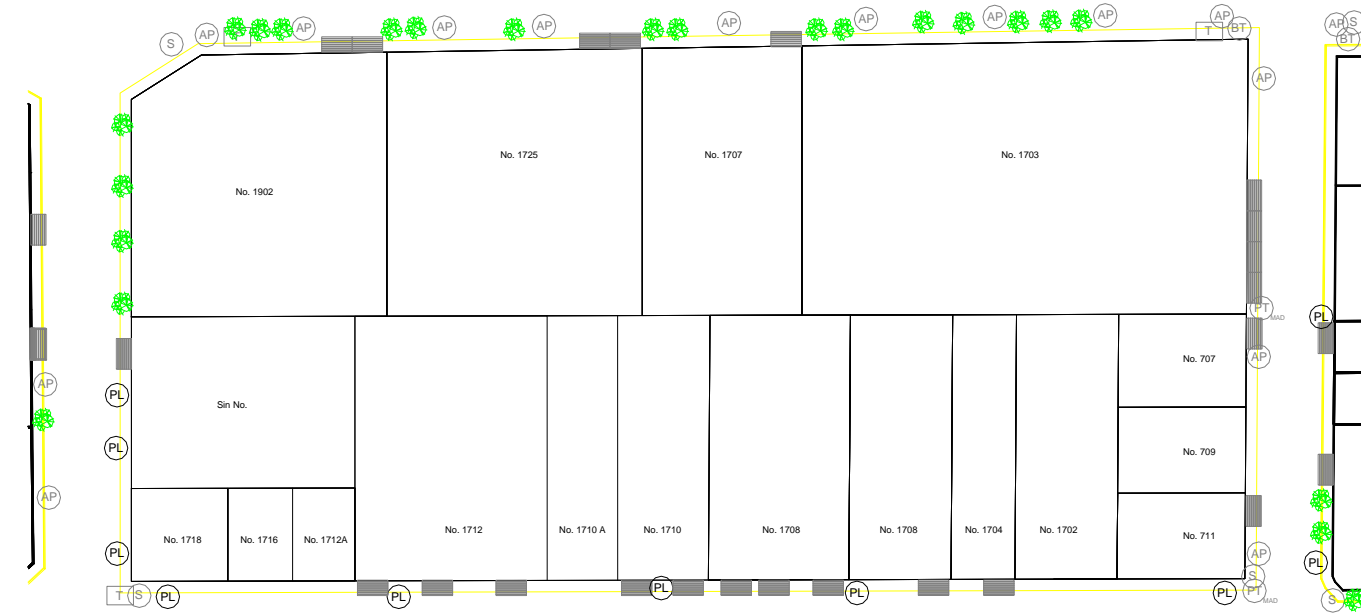 S
AP
AP
AP
AP
AP
AP
AP
AP
AP
T
BT
AP
S
BT
AP
No. 1725
No. 1707
No. 1703
No. 1902
PT
MAD
PL
AP
No. 707
AP
PL
Sin No.
PL
No. 709
AP
No. 1712
No. 1710 A
No. 1710
No. 1708
No. 1708
No. 1704
No. 1702
No. 711
No. 1718
No. 1716
No. 1712A
PL
AP
PL
S
T
S
PL
PL
PL
PL
PL
PT
MAD
S